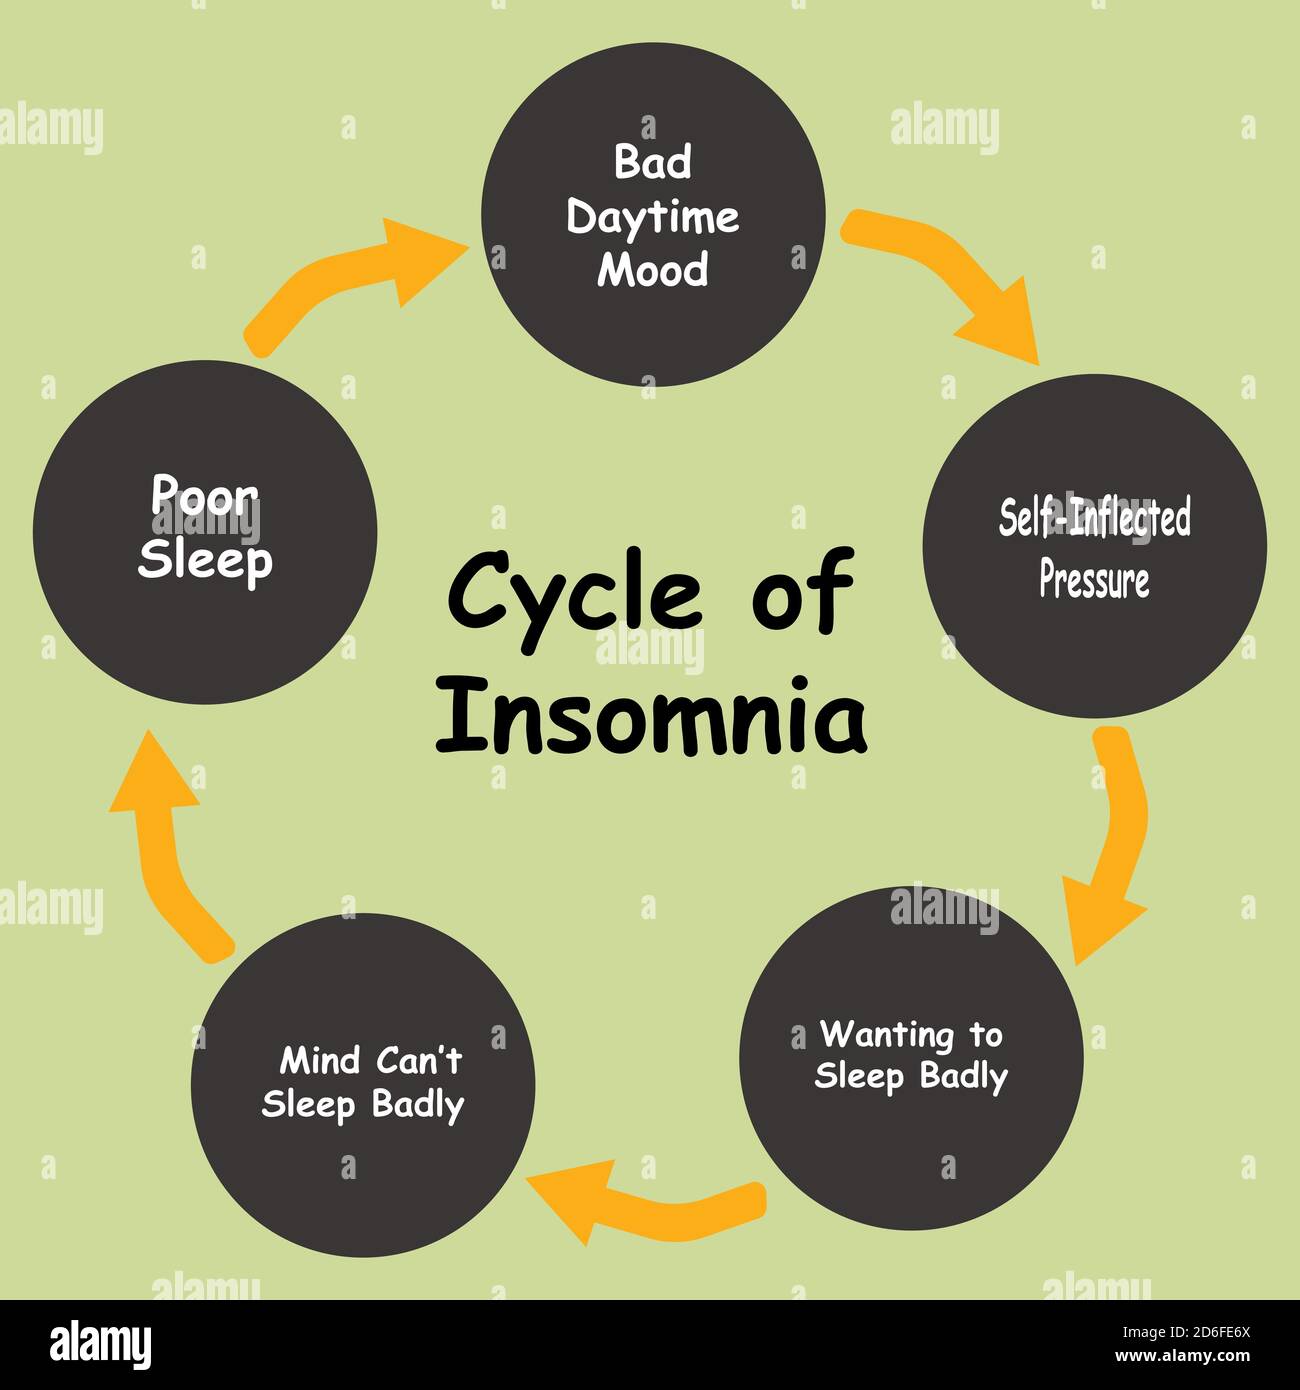 Bad
Daytime
Mood
Self-Inflected
Pressure
Wanting to
Sleep Badly
Mind Can't
Sleep Badly
Poor
Sleep
Cycle of
Insomnia
alamy
a
alamy
Image ID: 2D6FE6X
www.alamy.com